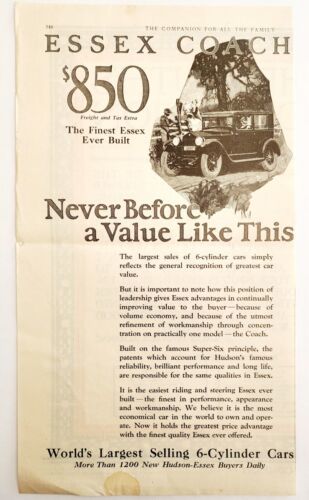 740
THE COMPANION FOR ALL THE FAMILY
ESSEX COACH
$850
Freight and Tax Extra
The Finest Essex
Ever Built
Never Before
a Value Like This
The largest sales of 6-cylinder cars simply
reflects the general recognition of greatest car
value.
But it is important to note how this position of
leadership gives Essex advantages in continually
improving value to the buyer—because of
volume economy, and because of the utmost
refinement of workmanship through concen-
tration on practically one model — the Coach.
Built on the famous Super-Six principle, the
patents which account for Hudson's famous
reliability, brilliant performance and long life,
are responsible for the same qualities in Essex.
It is the easiest riding and steering Essex ever
built — the finest in performance, appearance
and workmanship. We believe it is the most
economical car in the world to own and oper-
ate. Now it holds the greatest price advantage
with the finest quality Essex ever offered.
World's Largest Selling 6-Cylinder Cars
More Than 1200 New Hudson-Essex Buyers Daily